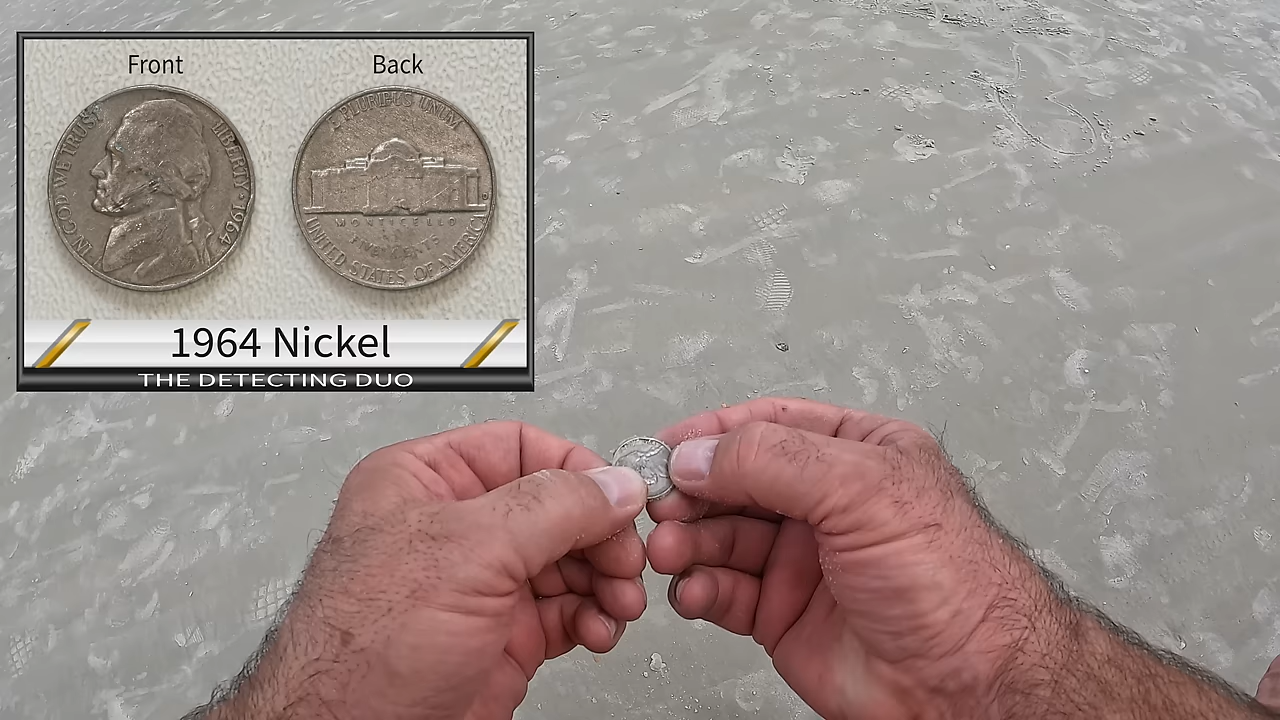 Front
Back
IN GOD WE TRUST
LIBERTY · 1964
E PLURIBUS UNUM
MONTICELLO
FIVE CENTS
UNITED STATES OF AMERICA
1964 Nickel
THE DETECTING DUO